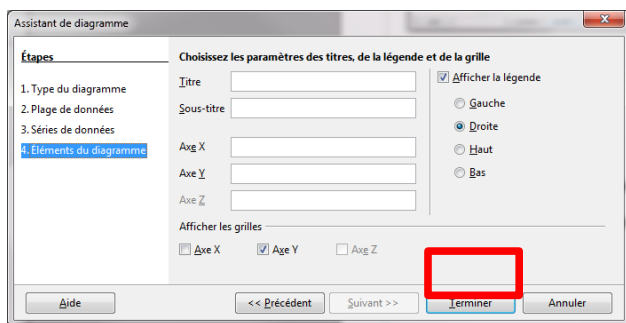 Assistant de diagramme
Étapes
1. Type du diagramme
2. Plage de données
3. Séries de données
4. Éléments du diagramme
Choisissez les paramètres des titres, de la légende et de la grille
Titre
Sous-titre
Axe X
Axe Y
Axe Z
Afficher la légende
Gauche
Droite
Haut
Bas
Afficher les grilles
Axe X Axe Y Axe Z
Aide << Précédent Suivant >> Terminer Annuler